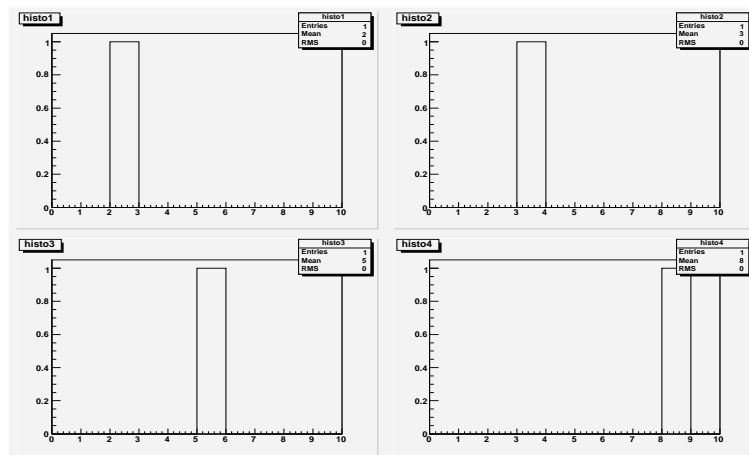 histo1
histo1
Entries 1
Mean 2
RMS 0
1
0.8
0.6
0.4
0.2
0
0 1 2 3 4 5 6 7 8 9 10
histo2
histo2
Entries 1
Mean 3
RMS 0
1
0.8
0.6
0.4
0.2
0
0 1 2 3 4 5 6 7 8 9 10
histo3
histo3
Entries 1
Mean 5
RMS 0
1
0.8
0.6
0.4
0.2
0
0 1 2 3 4 5 6 7 8 9 10
histo4
histo4
Entries 1
Mean 8
RMS 0
1
0.8
0.6
0.4
0.2
0
0 1 2 3 4 5 6 7 8 9 10